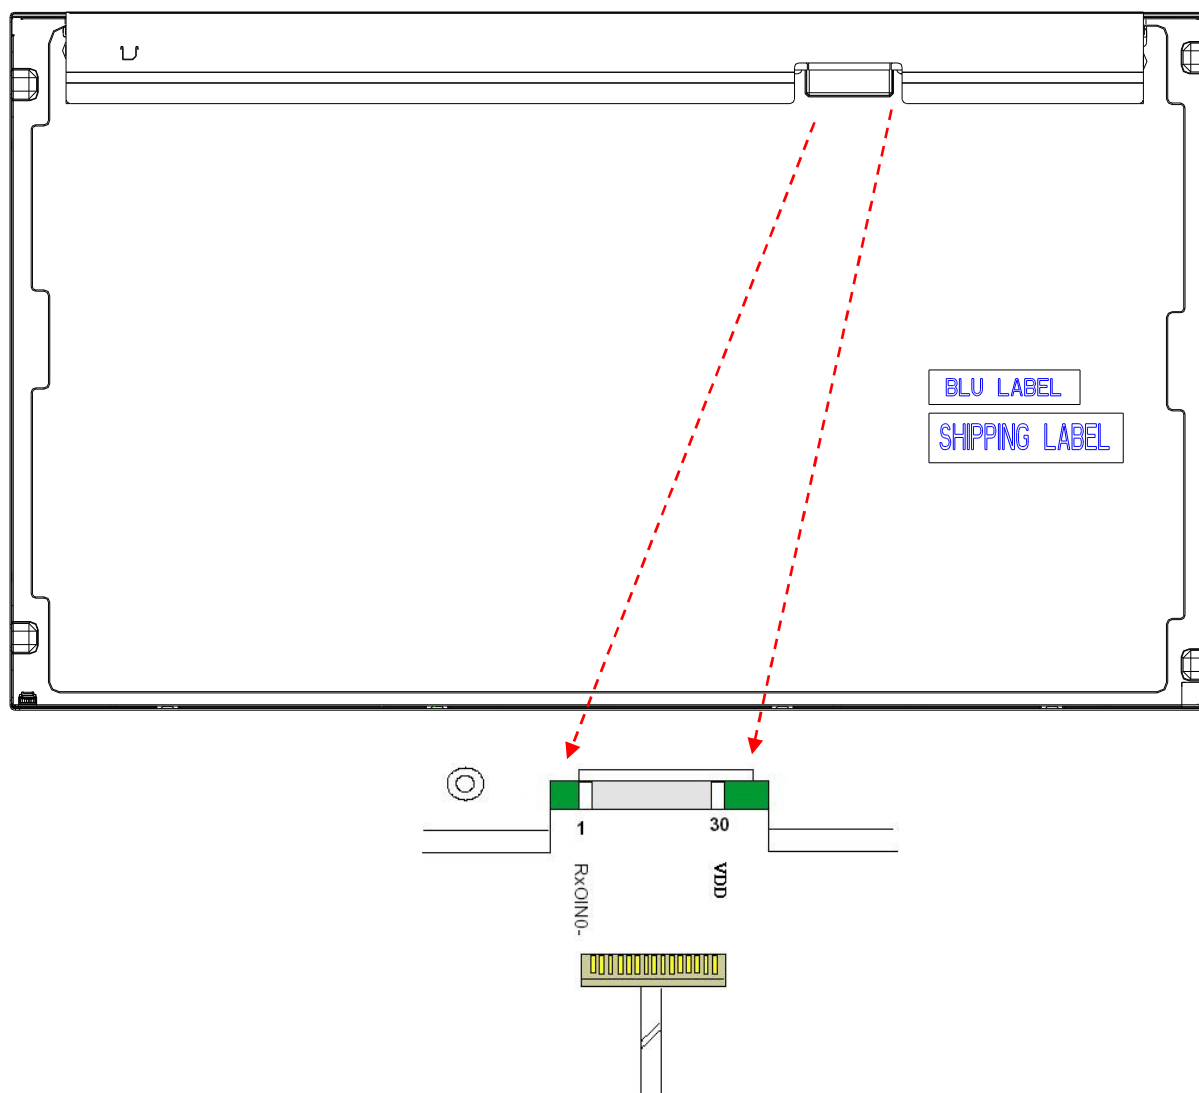 BLU LABEL
SHIPPING LABEL
1
30
RxOIN0-
VDD